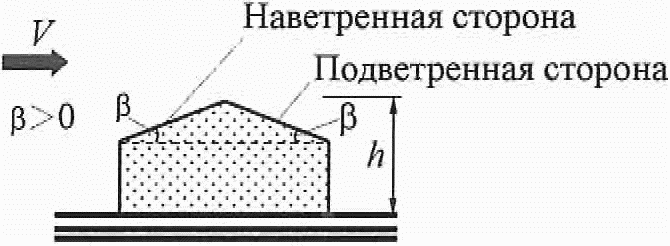 V
Наветренная сторона
Подветренная сторона
β>0
β
β
h